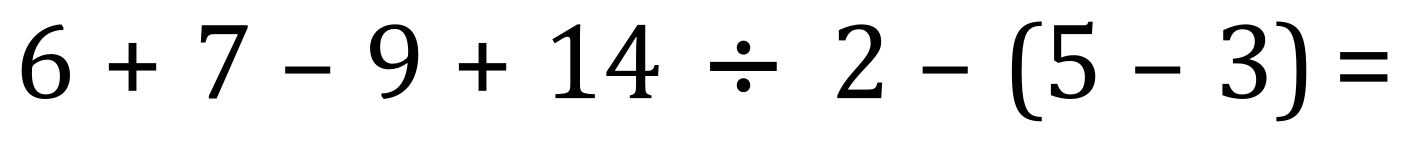 6 + 7 – 9 + 14 ÷ 2 – (5 – 3) =